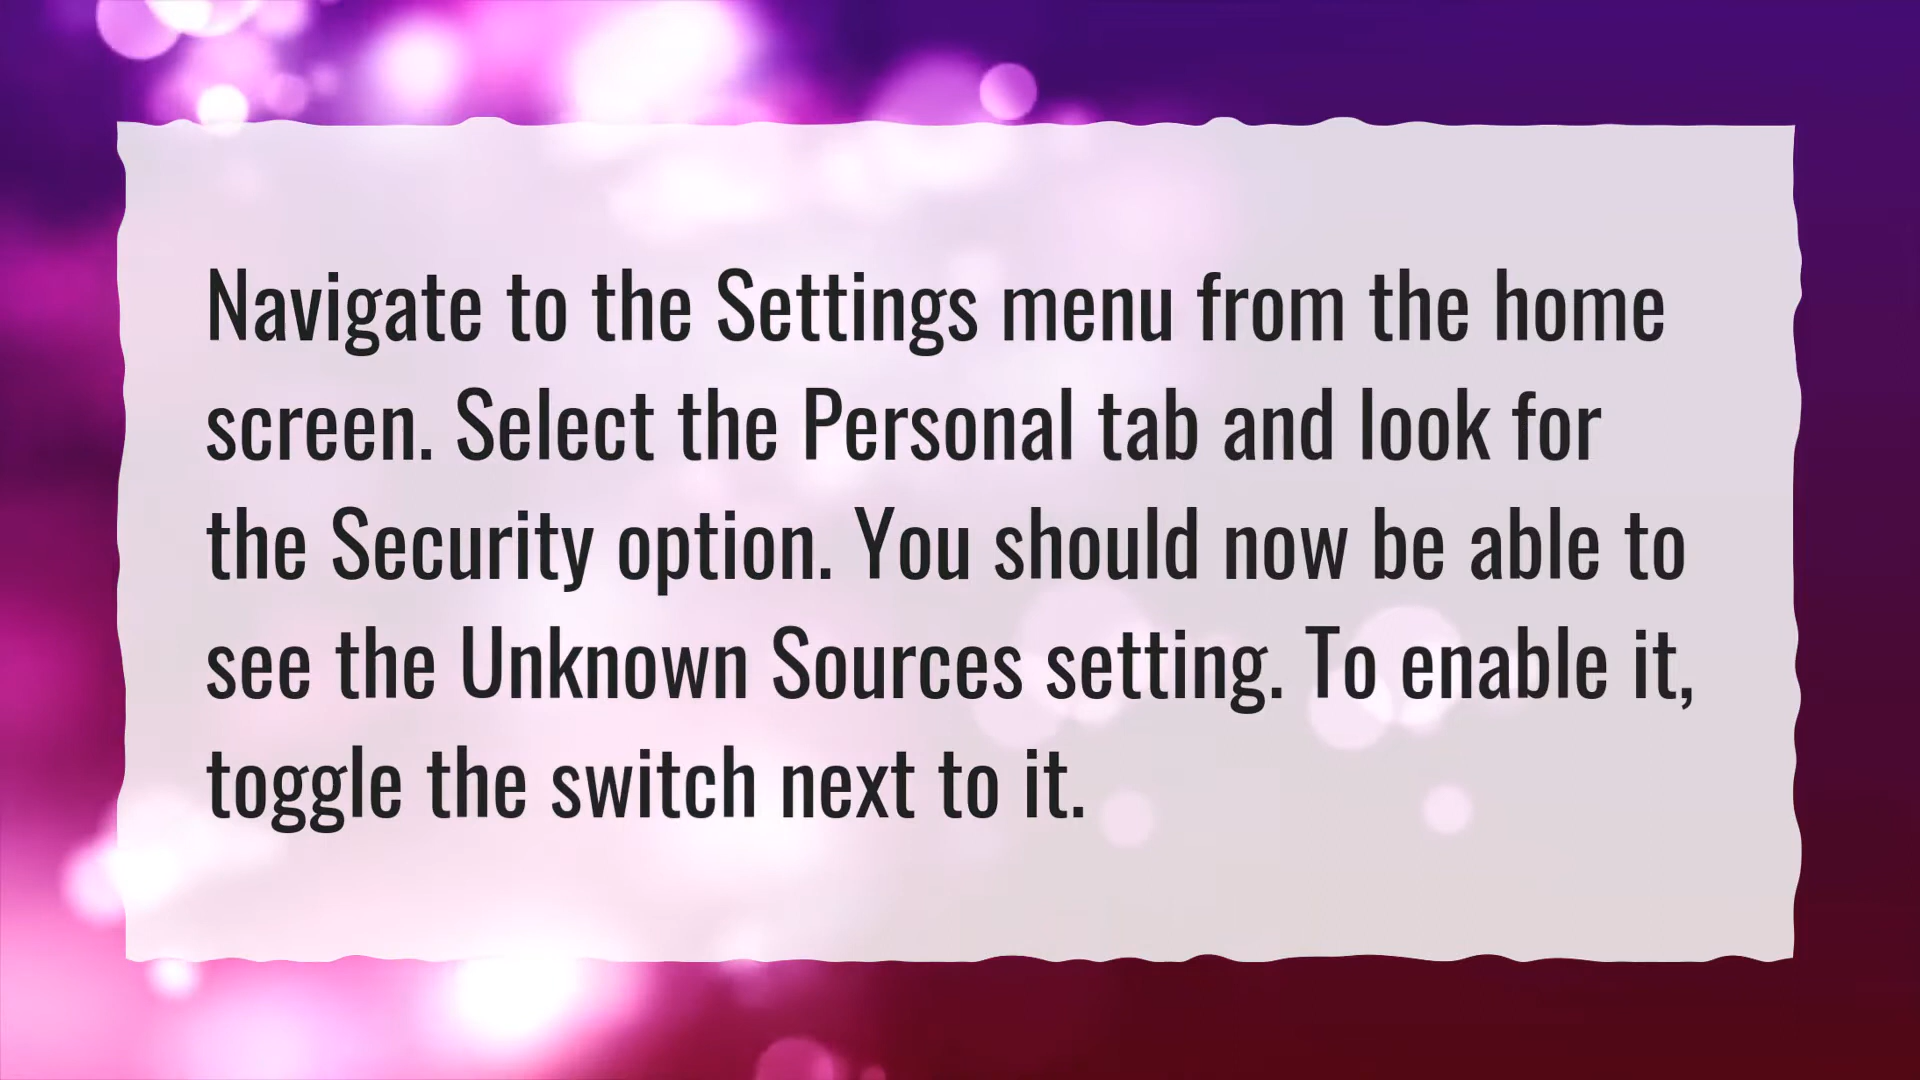 Navigate to the Settings menu from the home
screen. Select the Personal tab and look for
the Security option. You should now be able to
see the Unknown Sources setting. To enable it,
toggle the switch next to it.